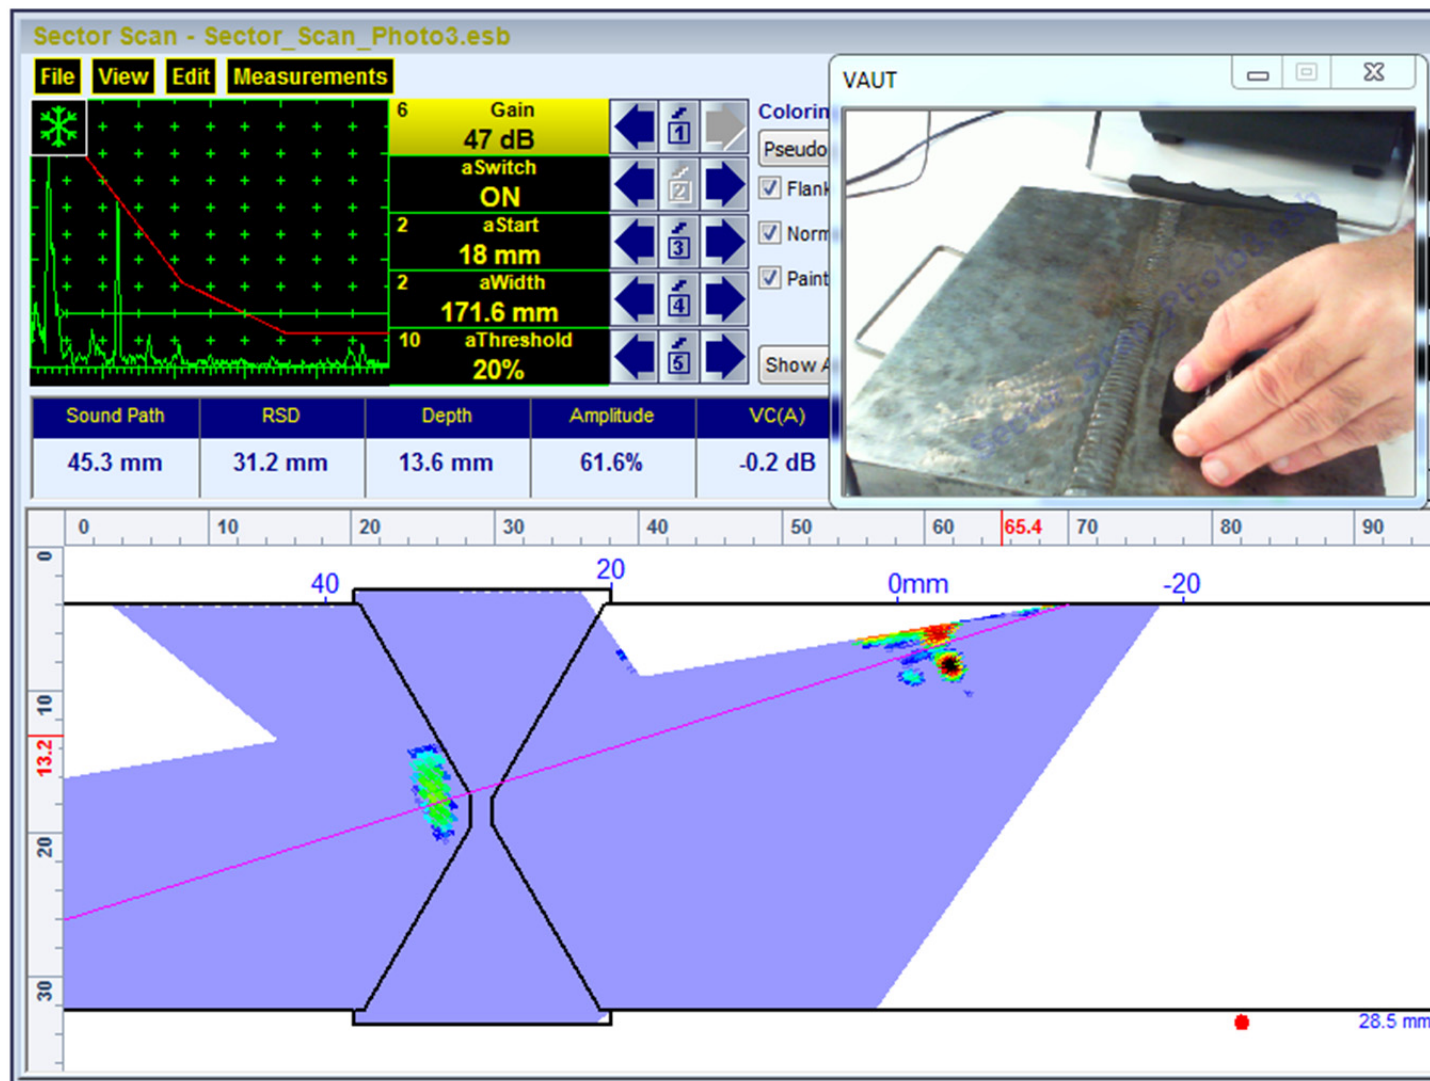 Sector Scan - Sector_Scan_Photo3.esb
File View Edit Measurements
VAUT
6 Gain
47 dB
1
aSwitch
ON
2
2 aStart
18 mm
3
2 aWidth
171.6 mm
4
10 aThreshold
20%
5
Colorin
Pseudo
Flank
Norm
Paint
Show A
Sector Scan Photo3.esb
Sound Path RSD Depth Amplitude VC(A)
45.3 mm 31.2 mm 13.6 mm 61.6% -0.2 dB
0 10 20 30 40 50 60 65.4 70 80 90
0
40 20 0mm -20
10
13.2
20
30
28.5 mm